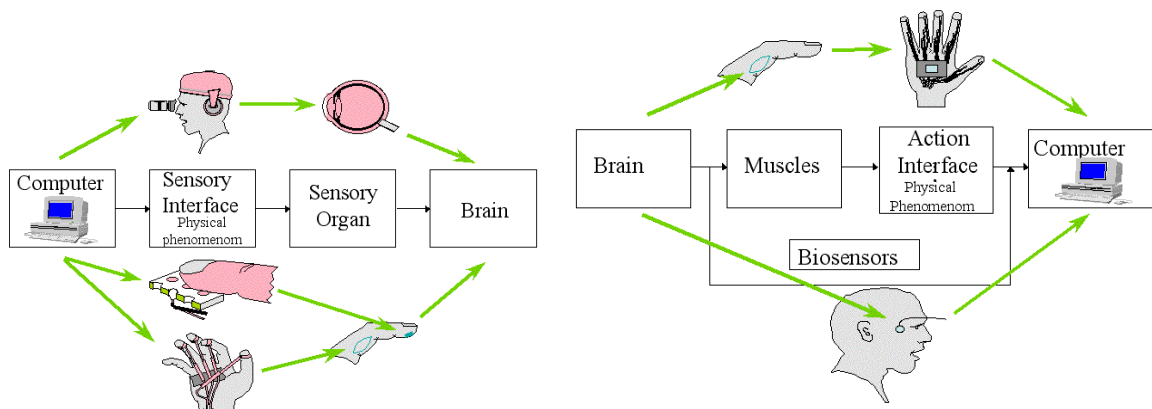 Computer
Sensory
Interface
Physical
phenomenom
Sensory
Organ
Brain
Brain
Muscles
Action
Interface
Physical
Phenomenom
Computer
Biosensors